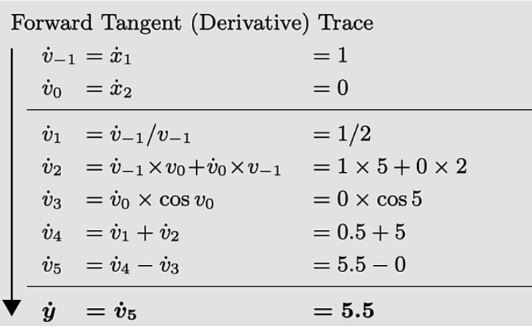 Forward Tangent (Derivative) Trace
v̇₋₁ = ẋ₁ = 1
v̇₀ = ẋ₂ = 0
v̇₁ = v̇₋₁/v₋₁ = 1/2
v̇₂ = v̇₋₁×v₀+v̇₀×v₋₁ = 1 × 5 + 0 × 2
v̇₃ = v̇₀ × cos v₀ = 0 × cos 5
v̇₄ = v̇₁ + v̇₂ = 0.5 + 5
v̇₅ = v̇₄ − v̇₃ = 5.5 − 0
ẏ = v̇₅ = 5.5